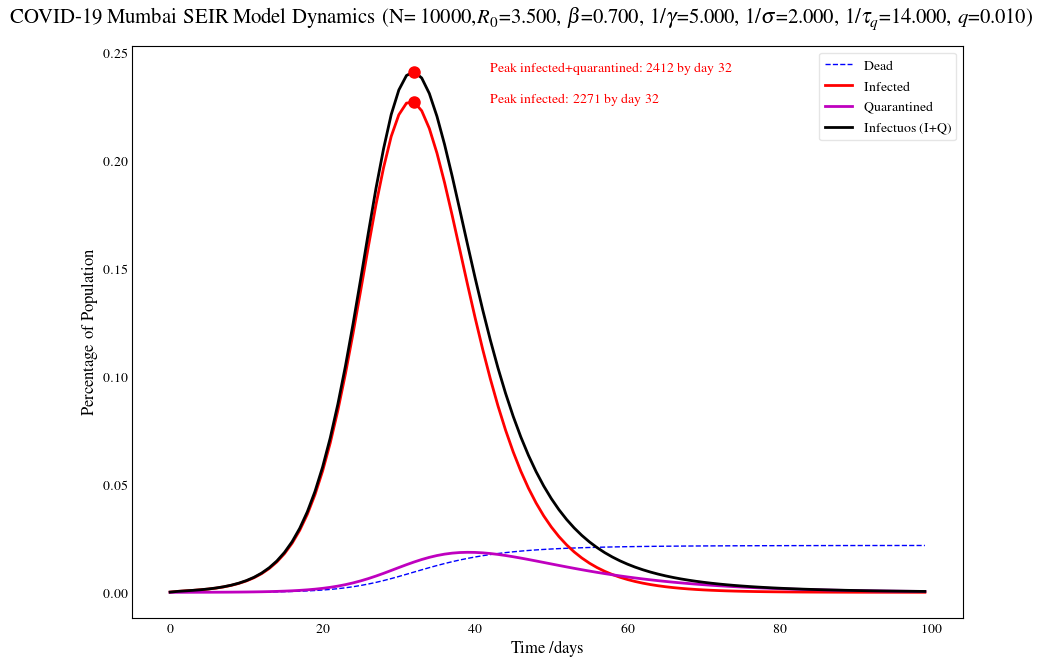 COVID-19 Mumbai SEIR Model Dynamics (N= 10000,R₀=3.500, β=0.700, 1/γ=5.000, 1/σ=2.000, 1/τ_q=14.000, q=0.010)
Peak infected+quarantined: 2412 by day 32
Peak infected: 2271 by day 32
Dead
Infected
Quarantined
Infectuos (I+Q)
Percentage of Population
0.25
0.20
0.15
0.10
0.05
0.00
0 20 40 60 80 100
Time /days